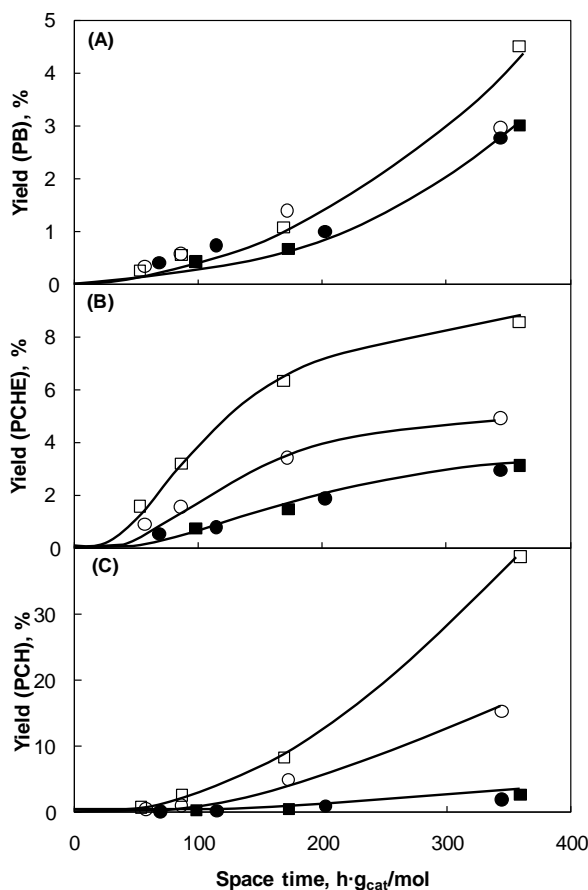 (A)
Yield (PB), %
5
4
3
2
1
0
(B)
Yield (PCHE), %
8
6
4
2
0
(C)
Yield (PCH), %
30
20
10
0
0 100 200 300 400
Space time, h·gcat/mol